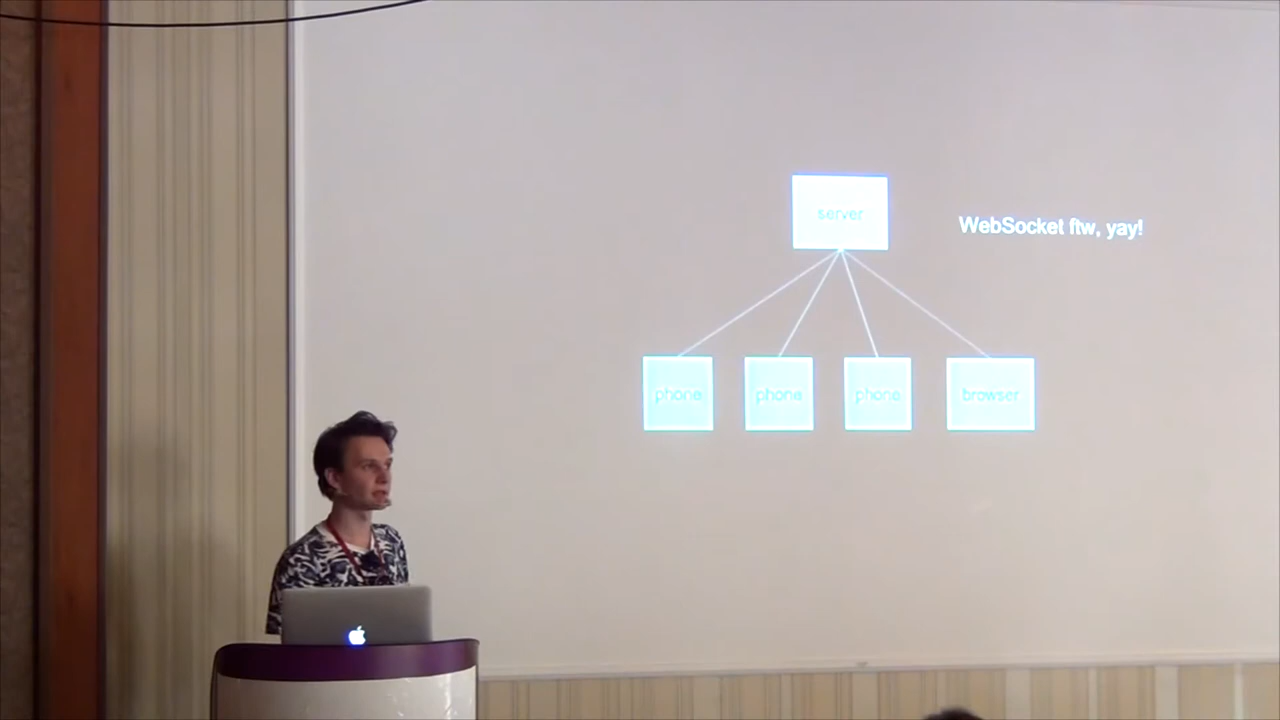 server
WebSocket ftw, yay!
phone
phone
phone
browser